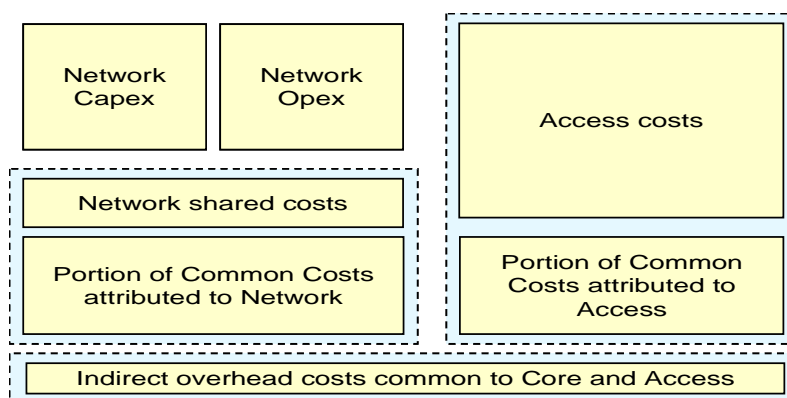 Network
Capex
Network
Opex
Access costs
Network shared costs
Portion of Common Costs
attributed to Network
Portion of Common
Costs attributed to
Access
Indirect overhead costs common to Core and Access